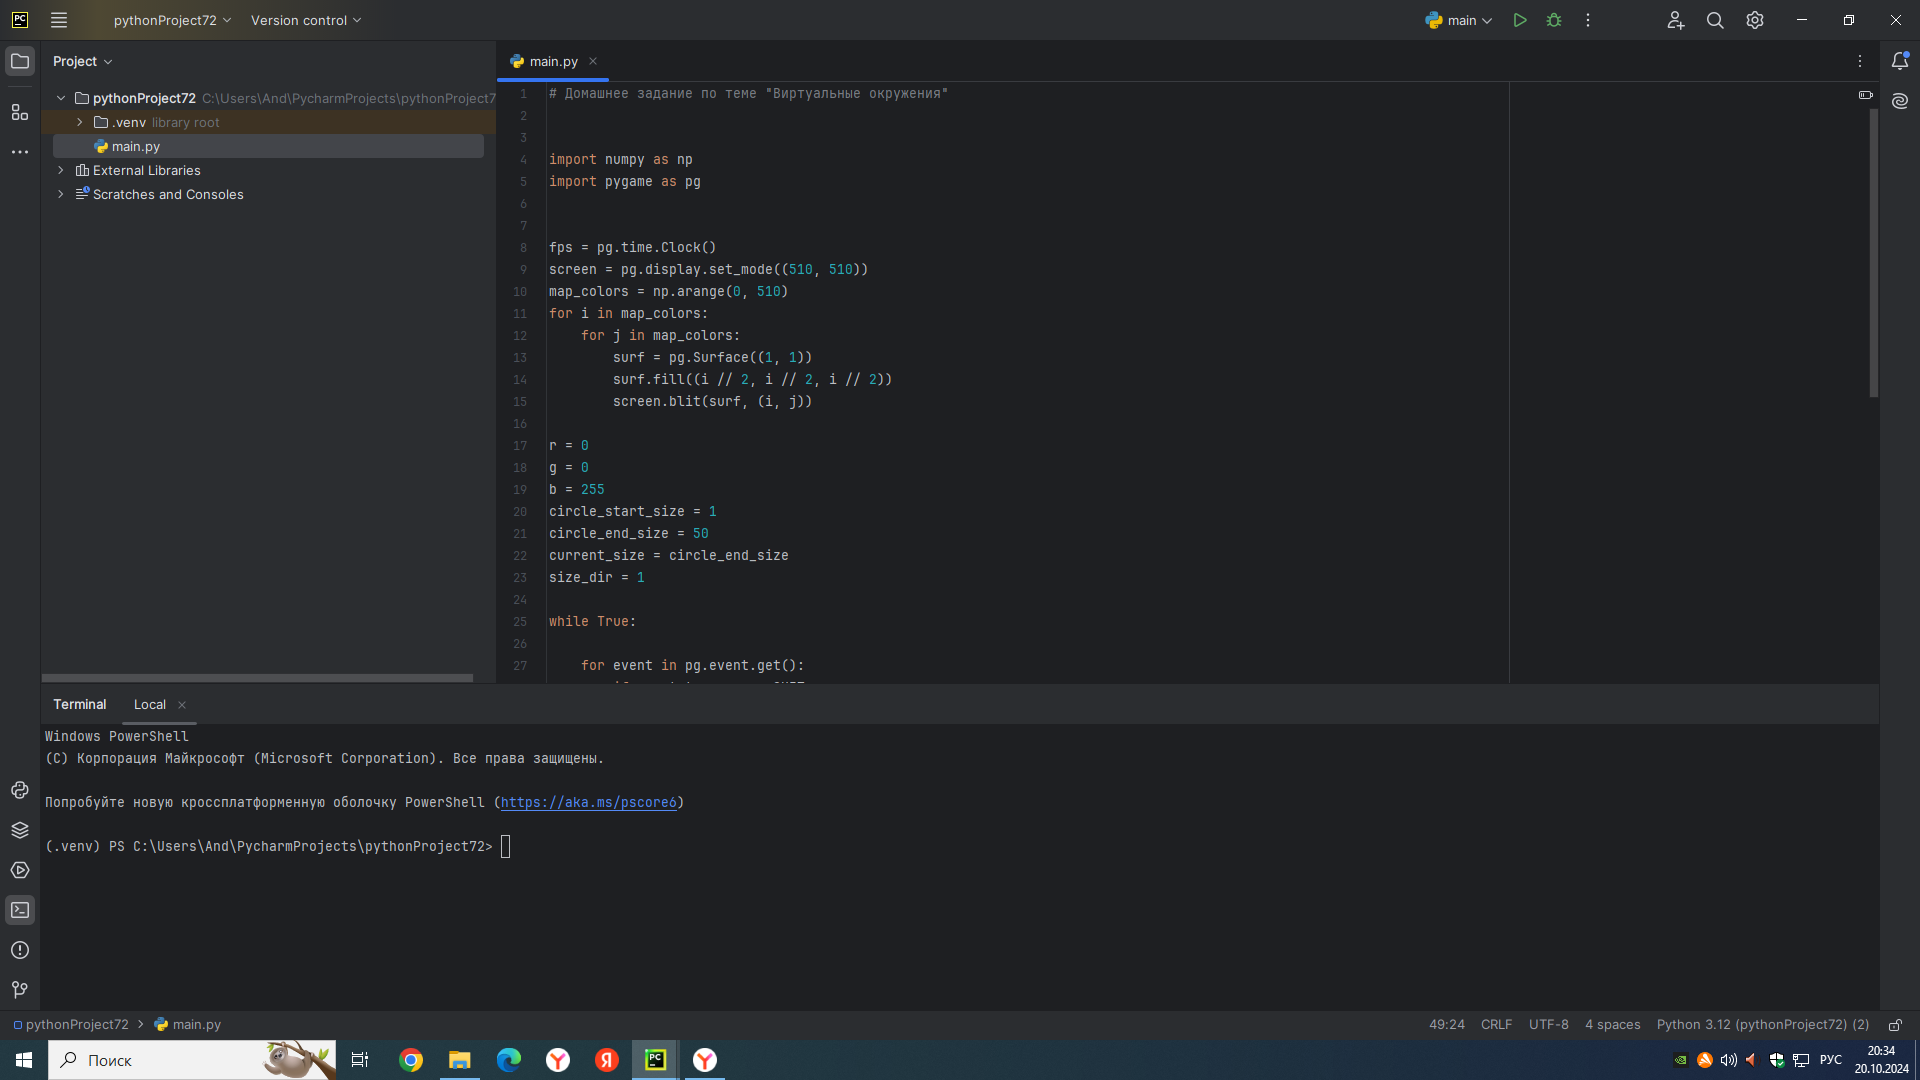 PC pythonProject72 Version control main
Project
main.py
pythonProject72 C:\Users\And\PycharmProjects\pythonProject7
.venv library root
main.py
External Libraries
Scratches and Consoles
1 # Домашнее задание по теме "Виртуальные окружения"
2
3
4 import numpy as np
5 import pygame as pg
6
7
8 fps = pg.time.Clock()
9 screen = pg.display.set_mode((510, 510))
10 map_colors = np.arange(0, 510)
11 for i in map_colors:
12 for j in map_colors:
13 surf = pg.Surface((1, 1))
14 surf.fill((i // 2, i // 2, i // 2))
15 screen.blit(surf, (i, j))
16
17 r = 0
18 g = 0
19 b = 255
20 circle_start_size = 1
21 circle_end_size = 50
22 current_size = circle_end_size
23 size_dir = 1
24
25 while True:
26
27 for event in pg.event.get():
Terminal Local
Windows PowerShell
(C) Корпорация Майкрософт (Microsoft Corporation). Все права защищены.
Попробуйте новую кроссплатформенную оболочку PowerShell (https://aka.ms/pscore6)
(.venv) PS C:\Users\And\PycharmProjects\pythonProject72>
pythonProject72 main.py 49:24 CRLF UTF-8 4 spaces Python 3.12 (pythonProject72) (2)
Поиск
Y
Я
PC
Y
РУС
20:34
20.10.2024